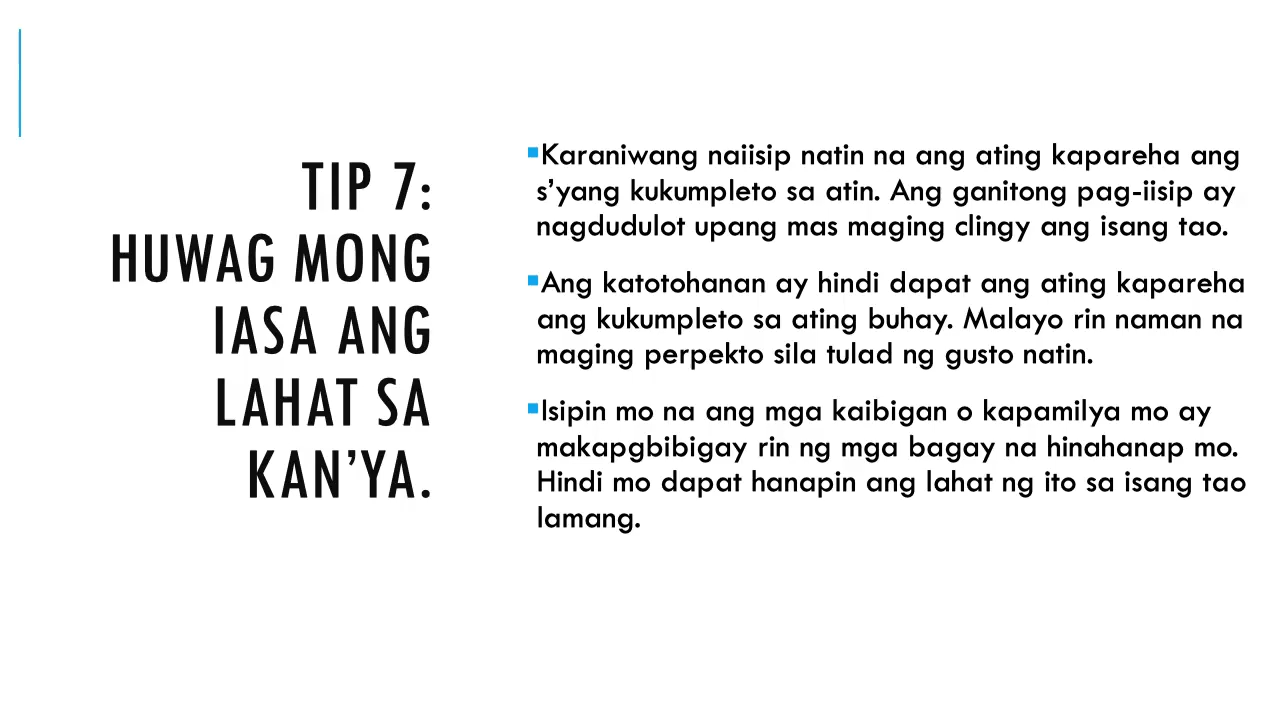 TIP 7:
HUWAG MONG
IASA ANG
LAHAT SA
KAN’YA.
▪Karaniwang naiisip natin na ang ating kapareha ang
s’yang kukumpleto sa atin. Ang ganitong pag-iisip ay
nagdudulot upang mas maging clingy ang isang tao.
▪Ang katotohanan ay hindi dapat ang ating kapareha
ang kukumpleto sa ating buhay. Malayo rin naman na
maging perpekto sila tulad ng gusto natin.
▪Isipin mo na ang mga kaibigan o kapamilya mo ay
makapgbibigay rin ng mga bagay na hinahanap mo.
Hindi mo dapat hanapin ang lahat ng ito sa isang tao
lamang.